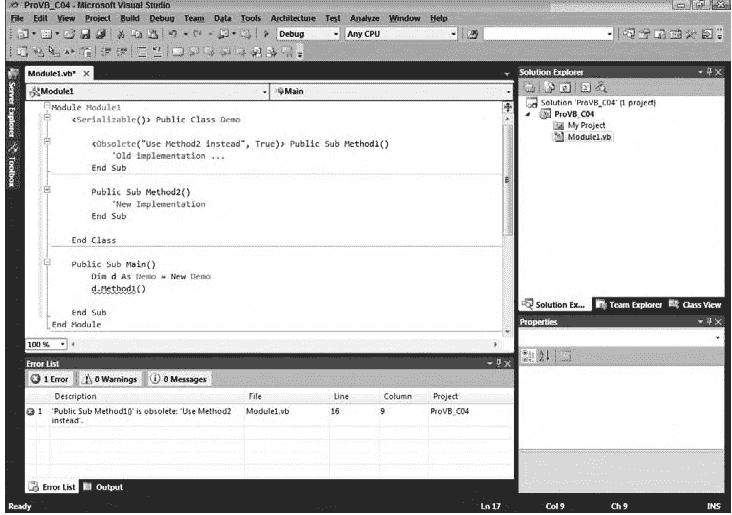 ProVB_C04 - Microsoft Visual Studio
File Edit View Project Build Debug Team Data Tools Architecture Test Analyze Window Help
Debug Any CPU
Server Explorer
Toolbox
Module1.vb* ×
Module1 Main
Module Module1
<Serializable()> Public Class Demo
<Obsolete("Use Method2 instead", True)> Public Sub Method1()
'Old implementation ...
End Sub
Public Sub Method2()
'New Implementation
End Sub
End Class
Public Sub Main()
Dim d As Demo = New Demo
d.Method1()
End Sub
End Module
100 %
Solution Explorer
Solution 'ProVB_C04' (1 project)
ProVB_C04
My Project
Module1.vb
Solution Ex... Team Explorer Class View
Properties
Error List
1 Error 0 Warnings 0 Messages
Description File Line Column Project
1 'Public Sub Method1()' is obsolete: 'Use Method2 instead'. Module1.vb 16 9 ProVB_C04
Error List Output
Ready Ln 17 Col 9 Ch 9 INS